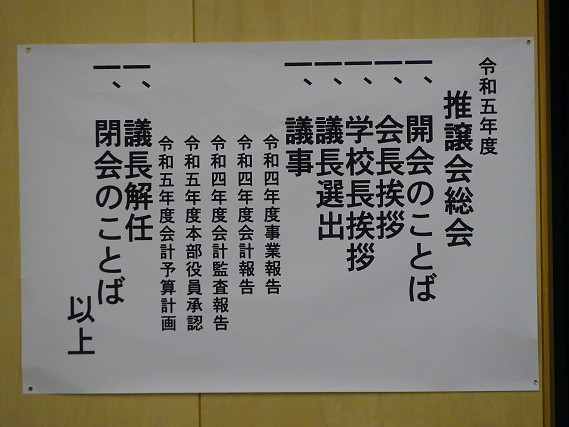 令和五年度
推譲会総会
一、開会のことば
一、会長挨拶
一、学校長挨拶
一、議長選出
一、議事
令和四年度事業報告
令和四年度会計報告
令和四年度会計監査報告
令和五年度本部役員承認
令和五年度会計予算計画
一、議長解任
一、閉会のことば
以上